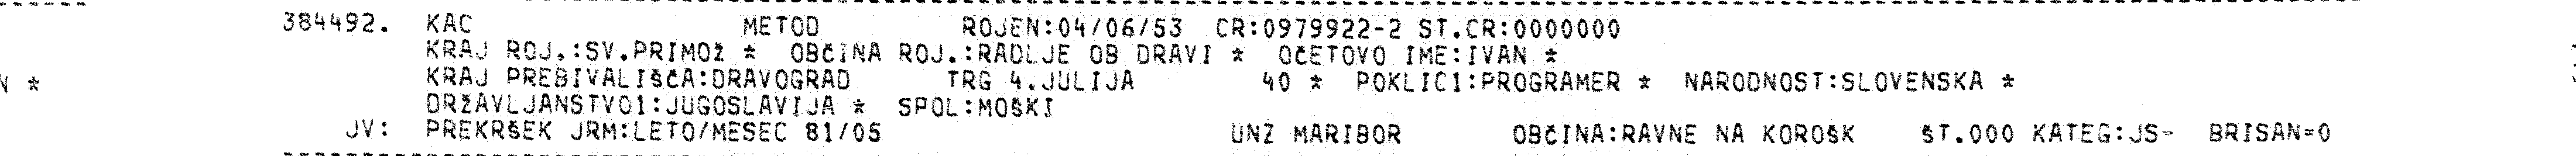 384492. KAC METOD ROJEN:04/06/53 CR:0979922-2 ST.CR:0000000
KRAJ ROJ.:SV.PRIMOŽ * OBČINA ROJ.:RADLJE OB DRAVI * OČETOVO IME:IVAN *
N * KRAJ PREBIVALIŠČA:DRAVOGRAD TRG 4.JULIJA 40 * POKLIC1:PROGRAMER * NARODNOST:SLOVENSKA *
DRŽAVLJANSTVO1:JUGOSLAVIJA * SPOL:MOŠKI
JV: PREKRŠEK JRM:LETO/MESEC 81/05 UNZ MARIBOR OBČINA:RAVNE NA KOROŠK ŠT.000 KATEG:JS- BRISAN=0